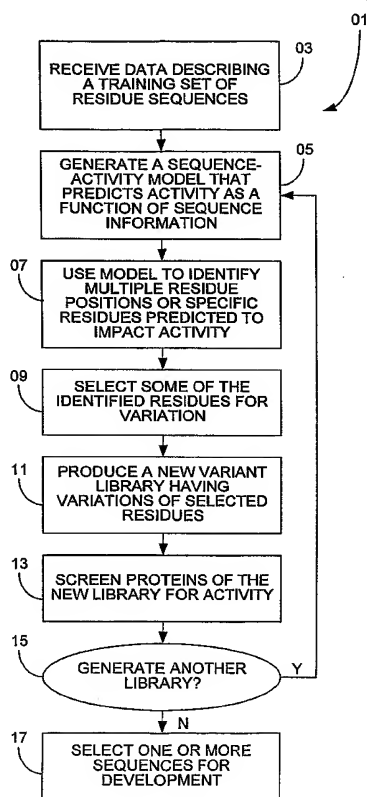 01
03
RECEIVE DATA DESCRIBING
A TRAINING SET OF
RESIDUE SEQUENCES
05
GENERATE A SEQUENCE-
ACTIVITY MODEL THAT
PREDICTS ACTIVITY AS A
FUNCTION OF SEQUENCE
INFORMATION
07
USE MODEL TO IDENTIFY
MULTIPLE RESIDUE
POSITIONS OR SPECIFIC
RESIDUES PREDICTED TO
IMPACT ACTIVITY
09
SELECT SOME OF THE
IDENTIFIED RESIDUES FOR
VARIATION
11
PRODUCE A NEW VARIANT
LIBRARY HAVING
VARIATIONS OF SELECTED
RESIDUES
13
SCREEN PROTEINS OF THE
NEW LIBRARY FOR ACTIVITY
15
GENERATE ANOTHER
LIBRARY?
Y
N
17
SELECT ONE OR MORE
SEQUENCES FOR
DEVELOPMENT